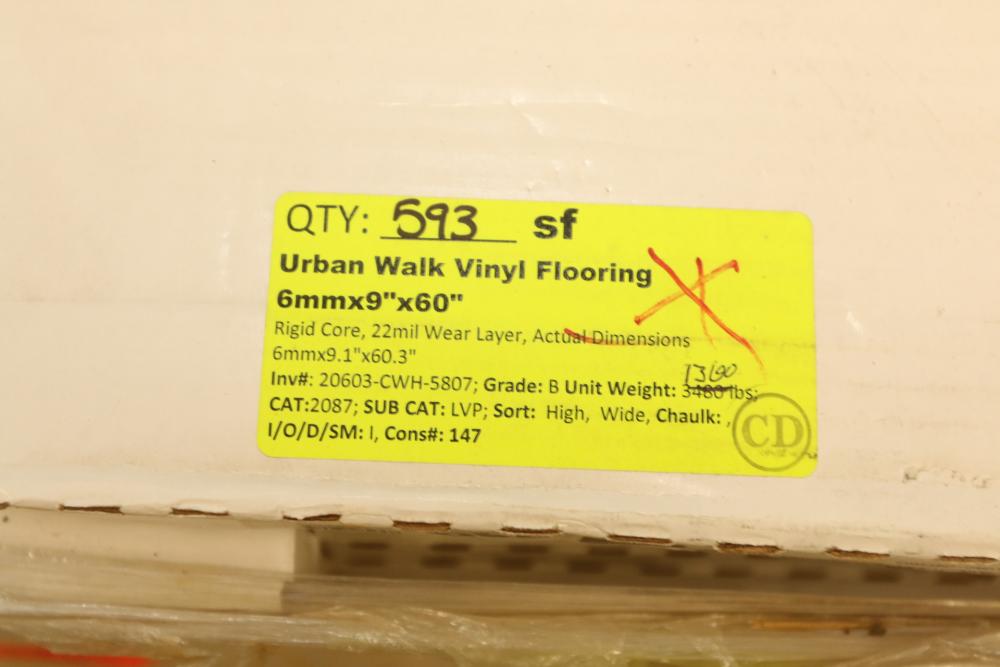 QTY: 593 sf
Urban Walk Vinyl Flooring
6mmx9"x60"
Rigid Core, 22mil Wear Layer, Actual Dimensions
6mmx9.1"x60.3"
1360
Inv#: 20603-CWH-5807; Grade: B Unit Weight: 3480 lbs;
CAT:2087; SUB CAT: LVP; Sort: High, Wide, Chaulk: ,
I/O/D/SM: I, Cons#: 147
CD